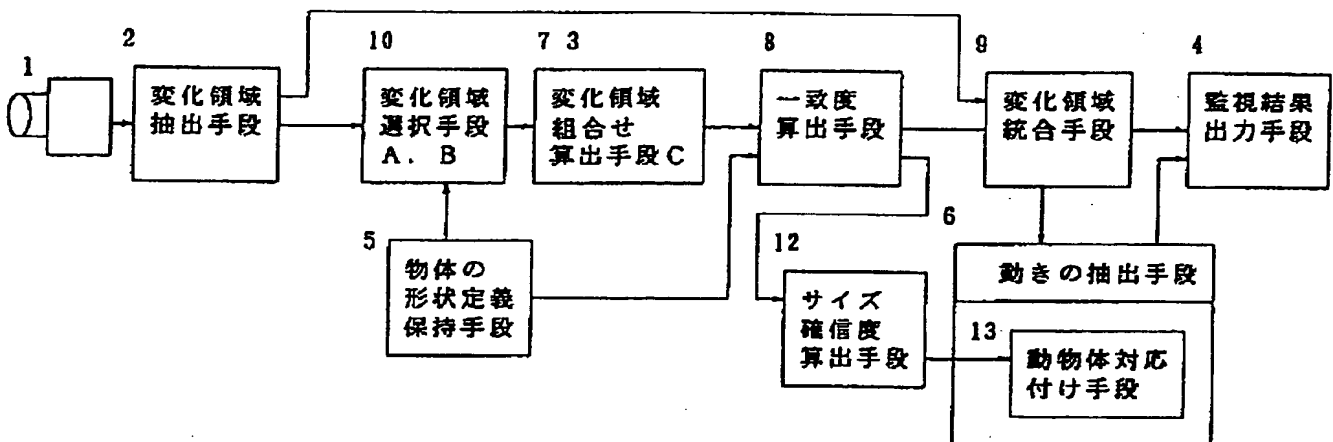 1
2
変化領域
抽出手段
10
変化領域
選択手段
A．B
7 3
変化領域
組合せ
算出手段C
8
一致度
算出手段
9
変化領域
統合手段
4
監視結果
出力手段
5
物体の
形状定義
保持手段
12
サイズ
確信度
算出手段
6
動きの抽出手段
13
動物体対応
付け手段